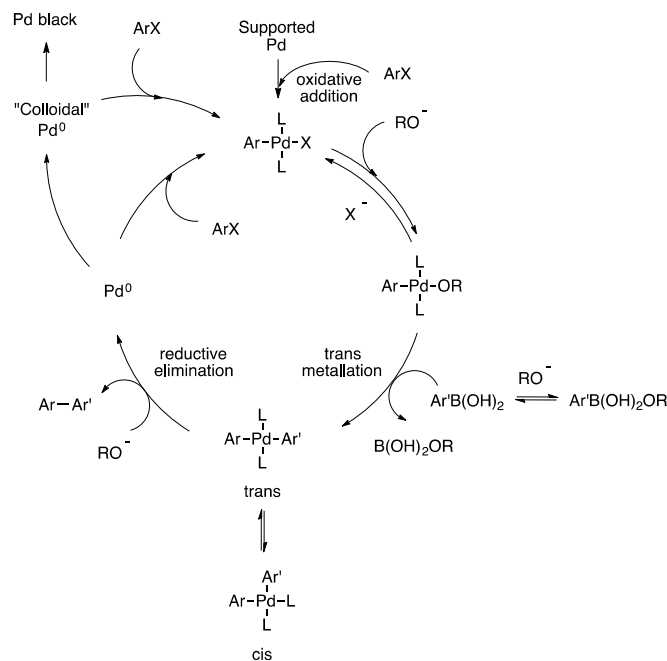 Pd black
ArX
Supported
Pd
ArX
oxidative
addition
"Colloidal"
Pd⁰
L
Ar–Pd–X
L
RO⁻
X⁻
ArX
Pd⁰
L
Ar–Pd–OR
L
reductive
elimination
trans
metallation
Ar–Ar'
RO⁻
L
Ar–Pd–Ar'
L
trans
Ar'B(OH)₂
RO⁻
Ar'B(OH)₂OR
B(OH)₂OR
Ar'
Ar–Pd–L
L
cis